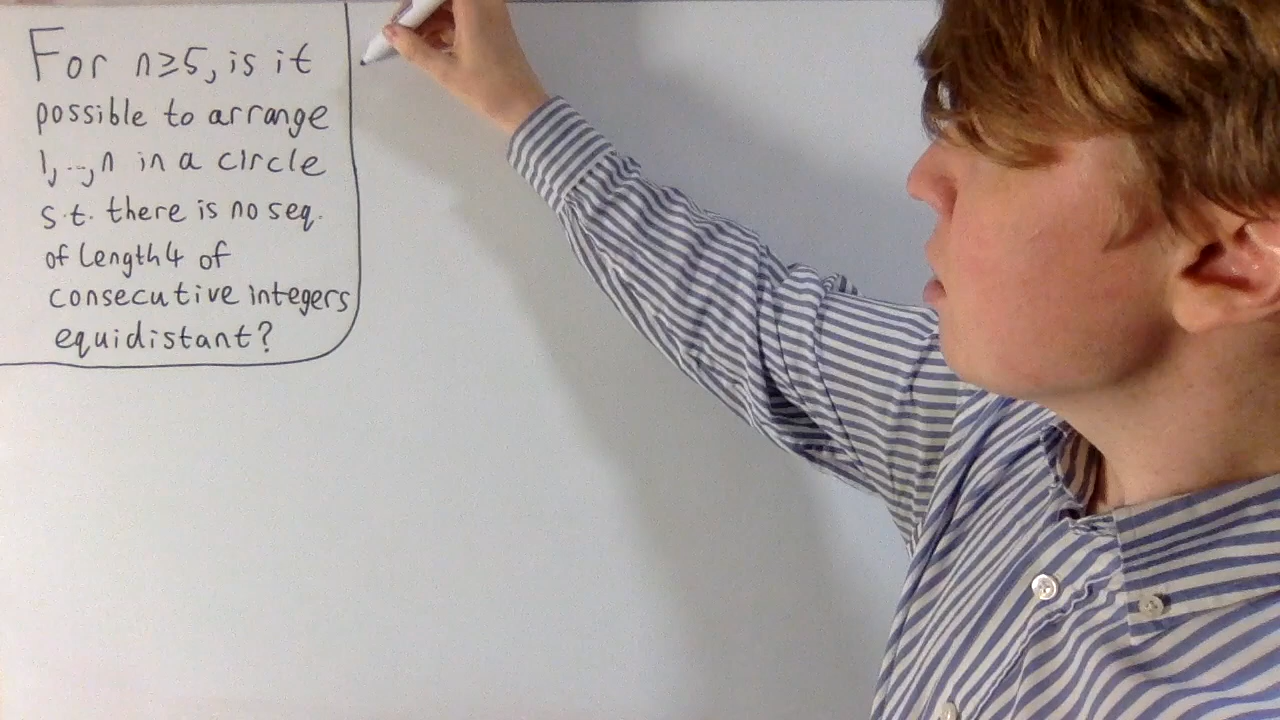 For n≥5, is it
possible to arrange
1,..,n in a circle
s.t. there is no seq.
of length 4 of
consecutive integers
equidistant?